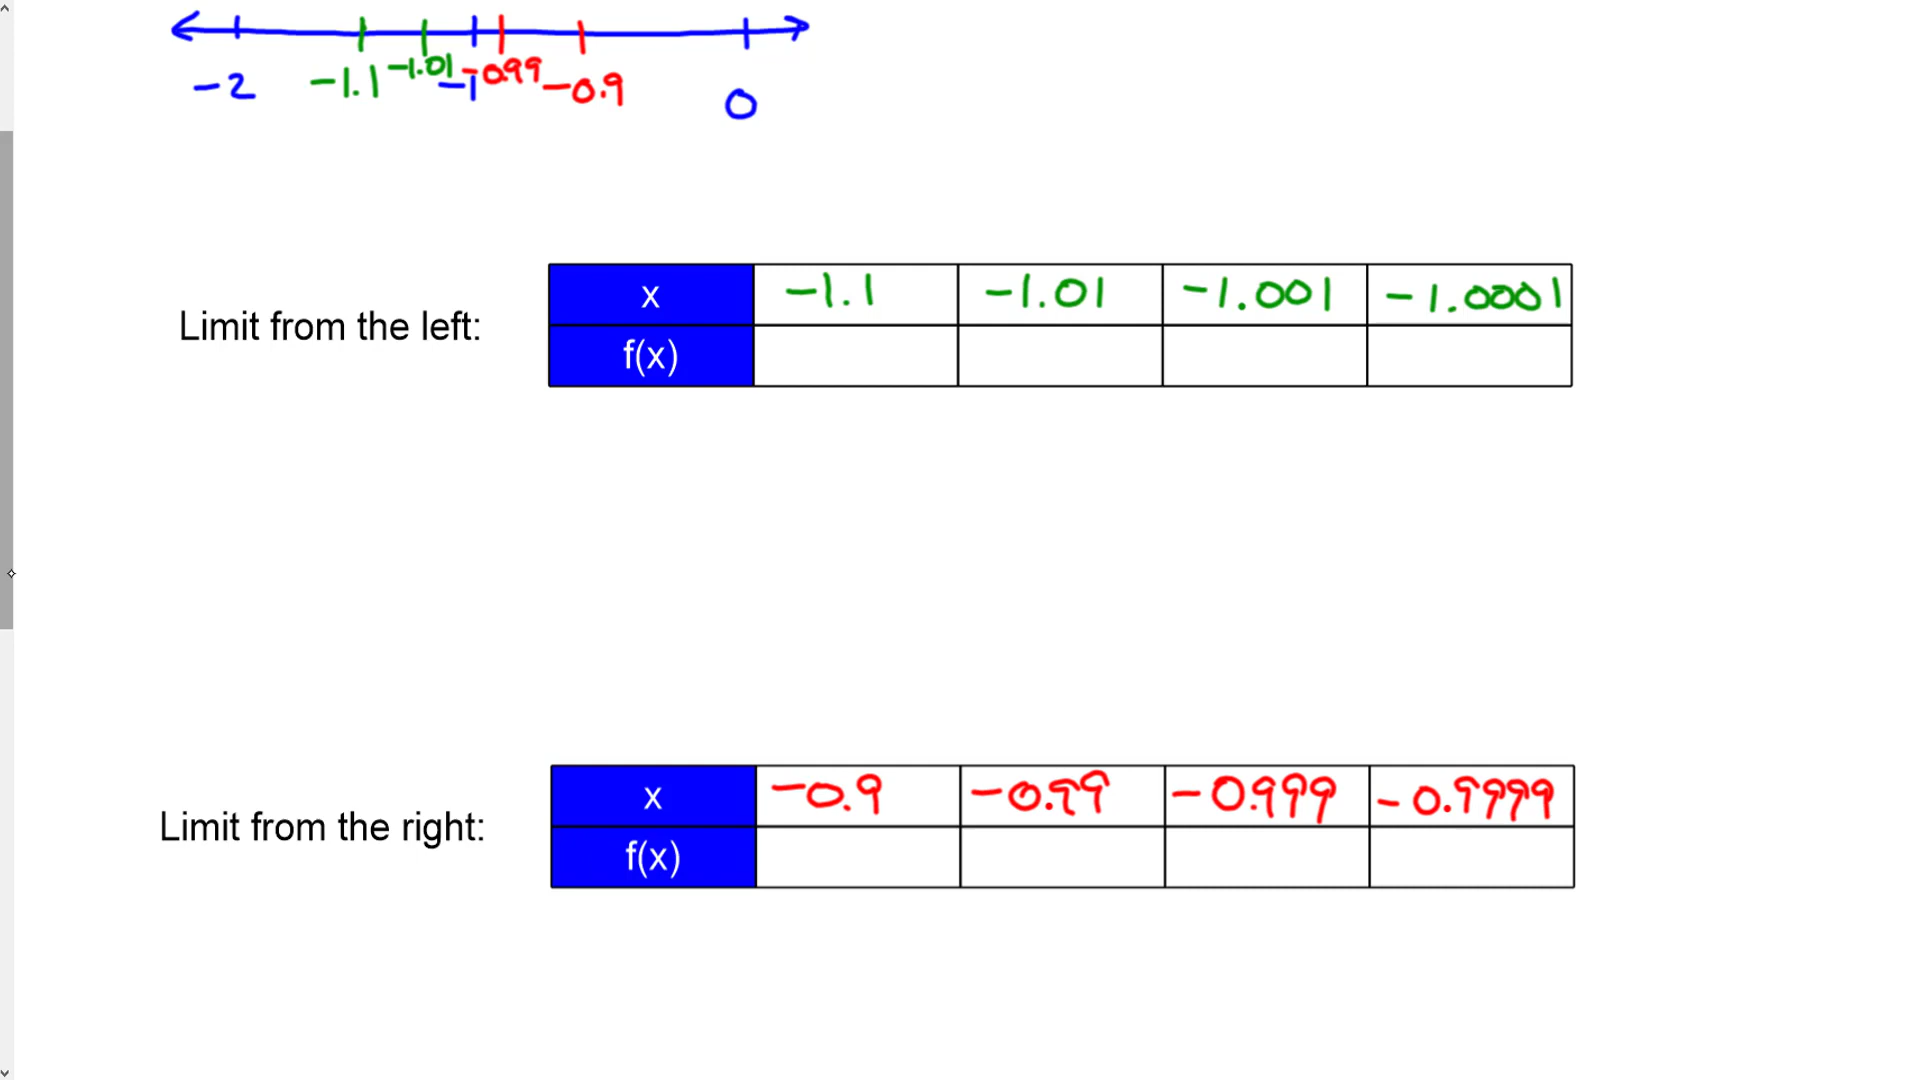 -2 -1.1 -1.01 -1 -0.99 -0.9 0
Limit from the left:
x -1.1 -1.01 -1.001 -1.0001
f(x)
Limit from the right:
x -0.9 -0.99 -0.999 -0.9999
f(x)